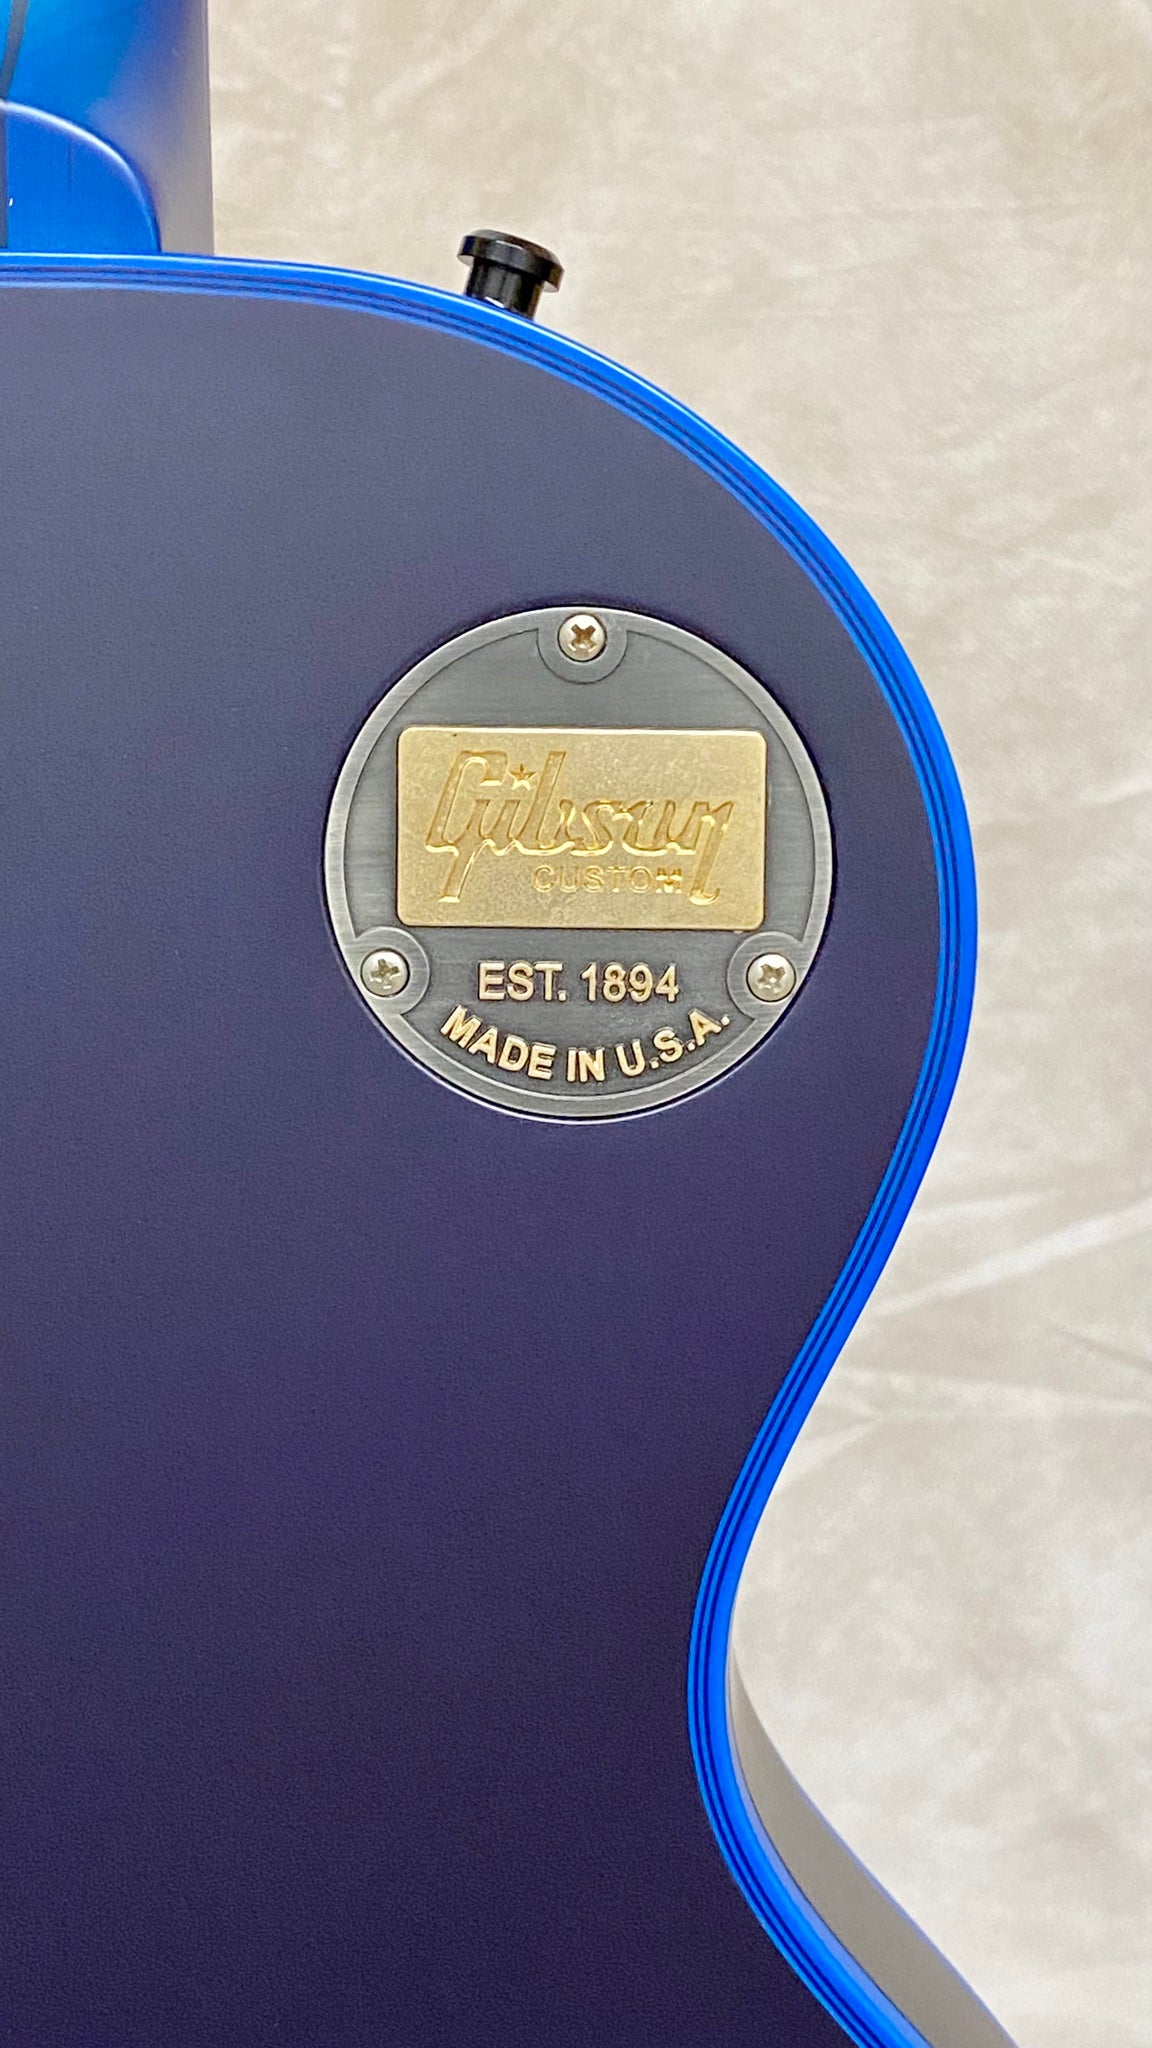 Gibson
CUSTOM
EST. 1894
MADE IN U.S.A.